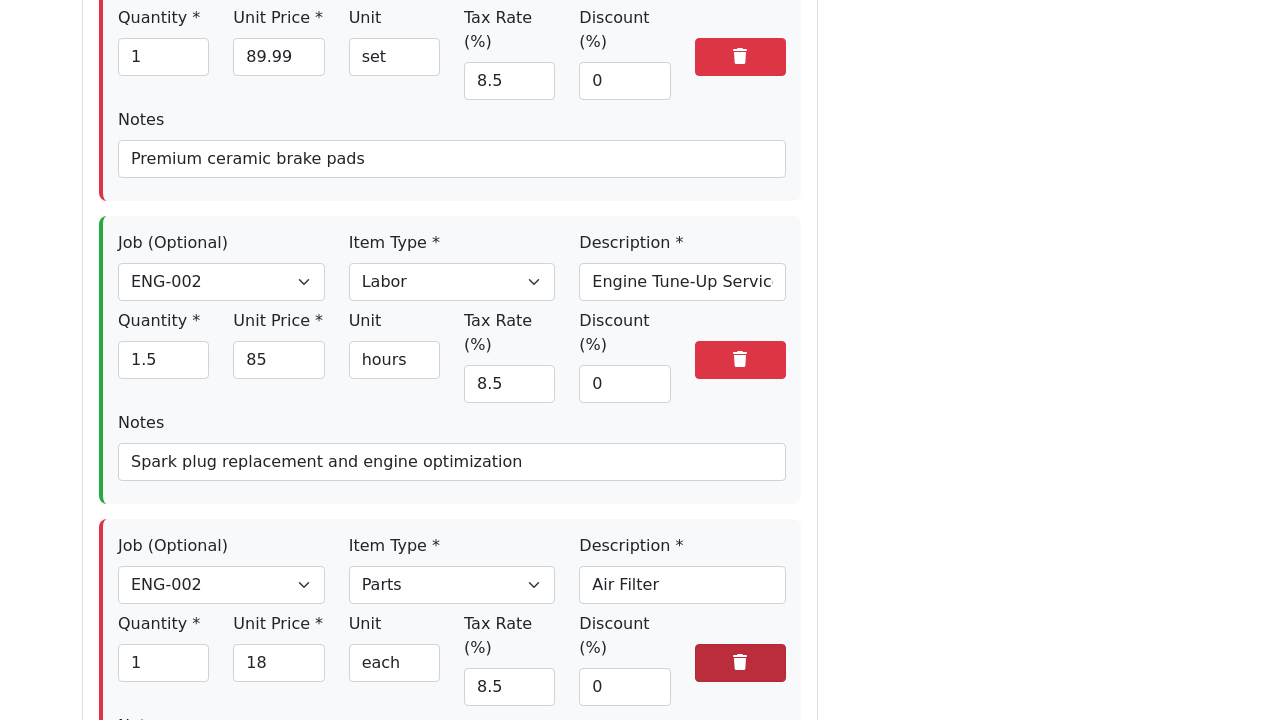 Quantity * Unit Price * Unit Tax Rate (%) Discount (%)
1 89.99 set 8.5 0
Notes
Premium ceramic brake pads
Job (Optional) Item Type * Description *
ENG-002 Labor Engine Tune-Up Servic
Quantity * Unit Price * Unit Tax Rate (%) Discount (%)
1.5 85 hours 8.5 0
Notes
Spark plug replacement and engine optimization
Job (Optional) Item Type * Description *
ENG-002 Parts Air Filter
Quantity * Unit Price * Unit Tax Rate (%) Discount (%)
1 18 each 8.5 0